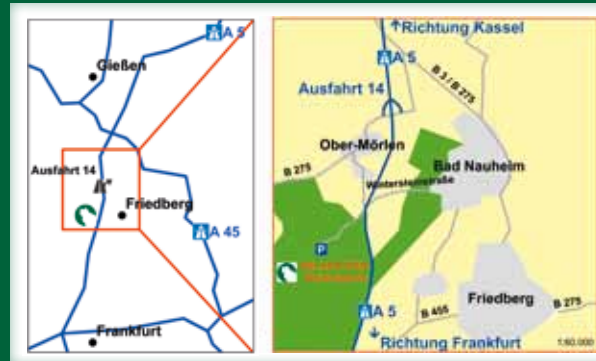 A 5
Gießen
Ausfahrt 14
Friedberg
A 45
Frankfurt
Richtung Kassel
A 5
B 3 / B 275
Ausfahrt 14
Ober-Mörlen
Bad Nauheim
B 275
Wintersteinstraße
P
Friedberg
A 5
B 455
B 275
Richtung Frankfurt
1:60.000